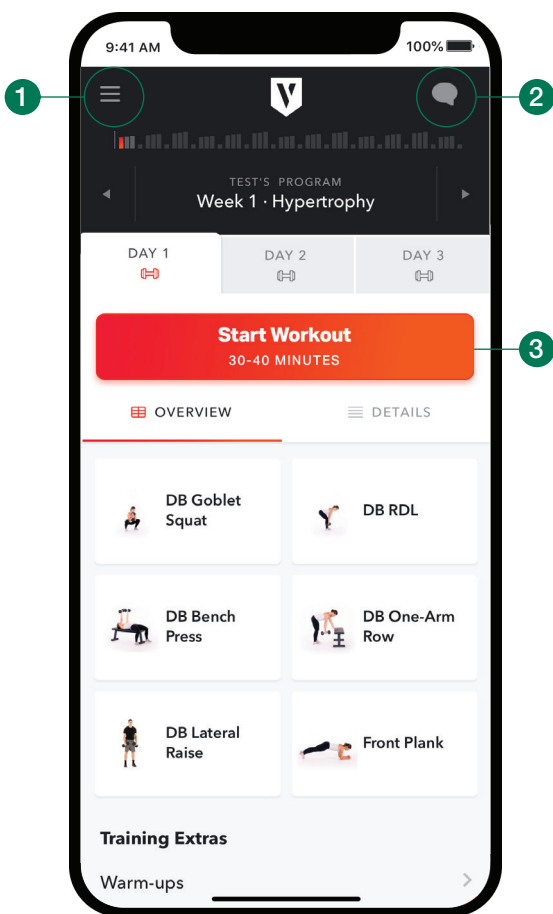 9:41 AM
100%
1
2
TEST'S PROGRAM
Week 1 · Hypertrophy
DAY 1
DAY 2
DAY 3
Start Workout
30-40 MINUTES
3
OVERVIEW
DETAILS
DB Goblet
Squat
DB RDL
DB Bench
Press
DB One-Arm
Row
DB Lateral
Raise
Front Plank
Training Extras
Warm-ups